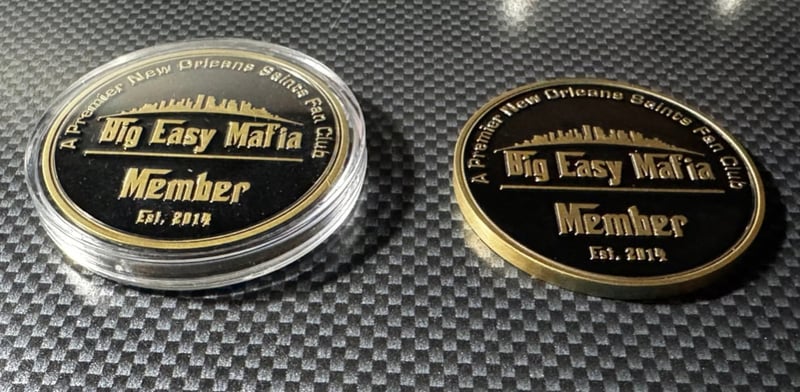 A Premier New Orleans Saints Fan Club
Big Easy Mafia
Member
Est. 2014
A Premier New Orleans Saints Fan Club
Big Easy Mafia
Member
Est. 2014